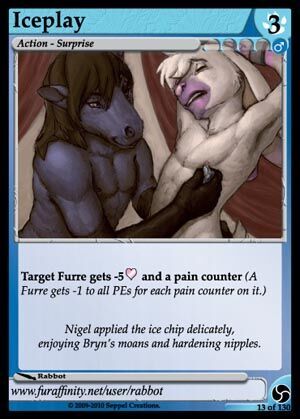 Iceplay
3
Action - Surprise
Target Furre gets -5 and a pain counter (A
Furre gets -1 to all PEs for each pain counter on it.)
Nigel applied the ice chip delicately,
enjoying Bryn's moans and hardening nipples.
Rabbot
www.furaffinity.net/user/rabbot
© 2009-2010 Seppel Creations.
13 of 130